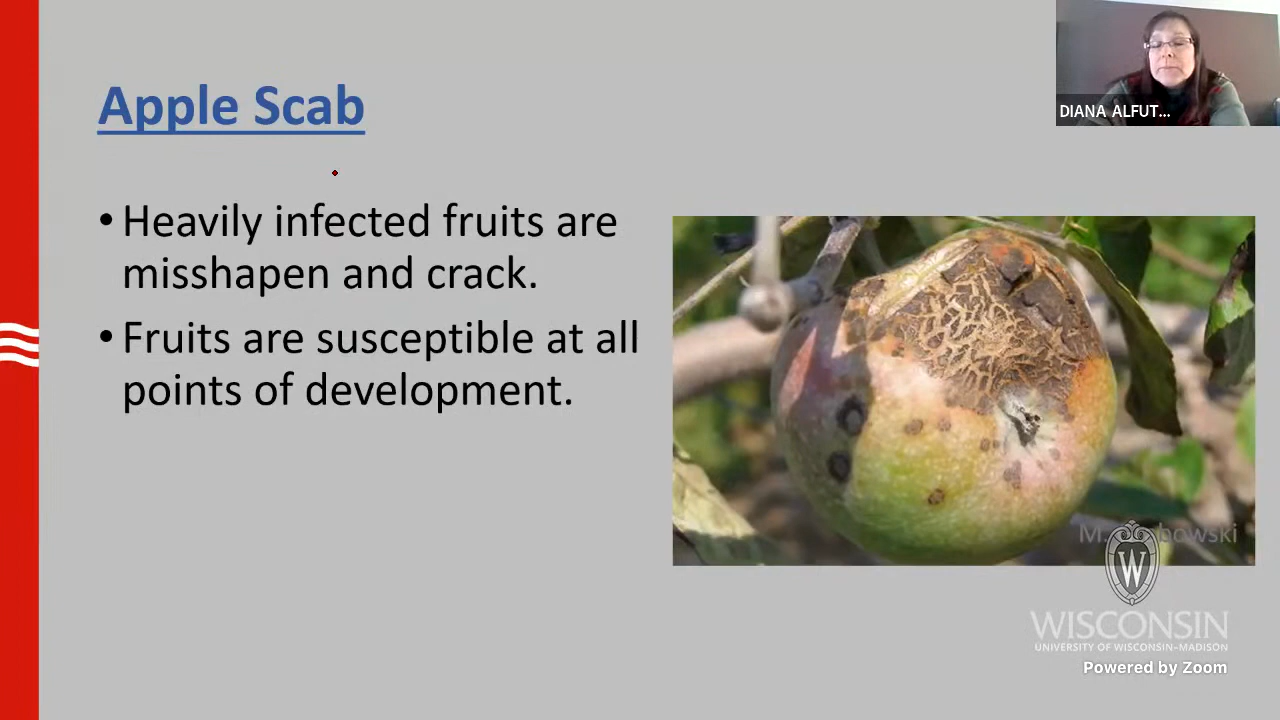 DIANA ALFUT...
Apple Scab
• Heavily infected fruits are
misshapen and crack.
• Fruits are susceptible at all
points of development.
W
WISCONSIN
UNIVERSITY OF WISCONSIN–MADISON
Powered by Zoom